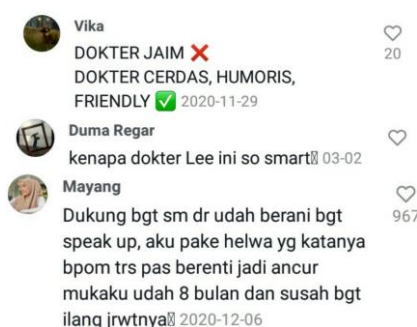 Vika
DOKTER JAIM ❌
20
DOKTER CERDAS, HUMORIS,
FRIENDLY ✅ 2020-11-29
Duma Regar
kenapa dokter Lee ini so smart 03-02
Mayang
Dukung bgt sm dr udah berani bgt
967
speak up, aku pake helwa yg katanya
bpom trs pas berenti jadi ancur
mukaku udah 8 bulan dan susah bgt
ilang jrwtnya 2020-12-06